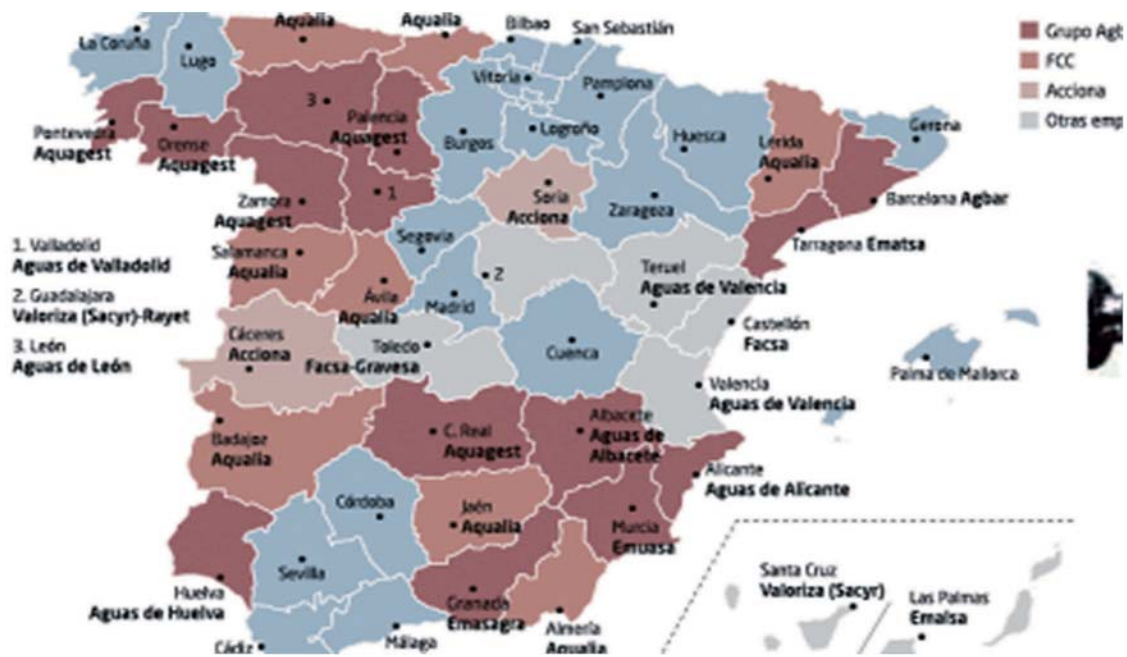 Aqualia
Aqualia
Bilbao
San Sebastián
La Coruña
Lugo
Vitoria
Pamplona
3
Palencia
Aquagest
Burgos
Logroño
Huesca
Lérida
Aqualia
Gerona
Pontevedra
Aquagest
Orense
Aquagest
Zamora
Aquagest
1
Soria
Acciona
Zaragoza
Barcelona Agbar
Tarragona Ematsa
Segovia
Salamanca
Aqualia
Ávila
Aqualia
Madrid
2
Teruel
Aguas de Valencia
Castellón
Facsa
Cáceres
Acciona
Toledo
Facsa-Gravesa
Cuenca
Valencia
Aguas de Valencia
Palma de Mallorca
Badajoz
Aqualia
C. Real
Aquagest
Albacete
Aguas de
Albacete
Alicante
Aguas de Alicante
Córdoba
Jaén
Aqualia
Murcia
Emuasa
Sevilla
Huelva
Aguas de Huelva
Granada
Emasagra
Almería
Aqualia
Cádiz
Málaga
Santa Cruz
Valoriza (Sacyr)
Las Palmas
Emalsa
1. Valladolid
Aguas de Valladolid
2. Guadalajara
Valoriza (Sacyr)-Rayet
3. León
Aguas de León
Grupo Agb
FCC
Acciona
Otras emp